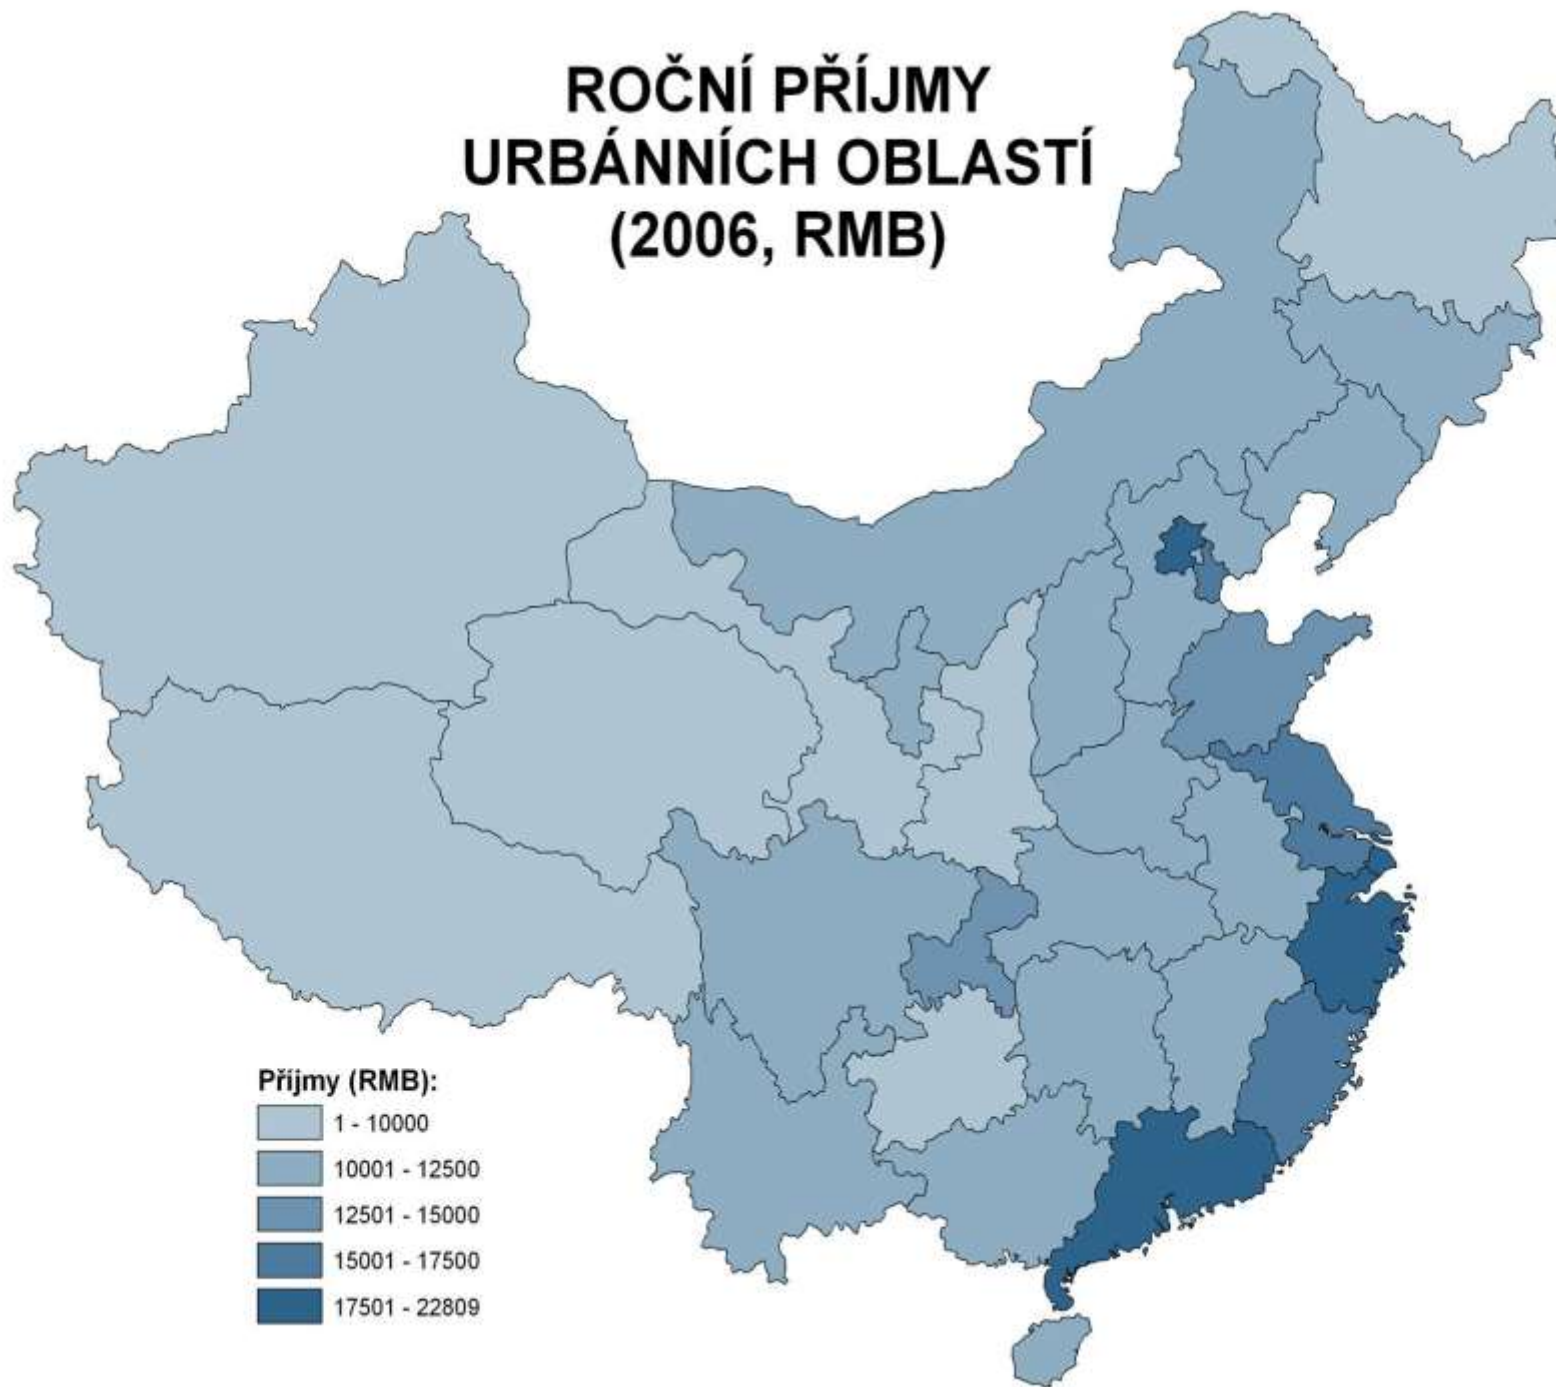 ROČNÍ PŘÍJMY
URBÁNNÍCH OBLASTÍ
(2006, RMB)
Příjmy (RMB):
1 - 10000
10001 - 12500
12501 - 15000
15001 - 17500
17501 - 22809